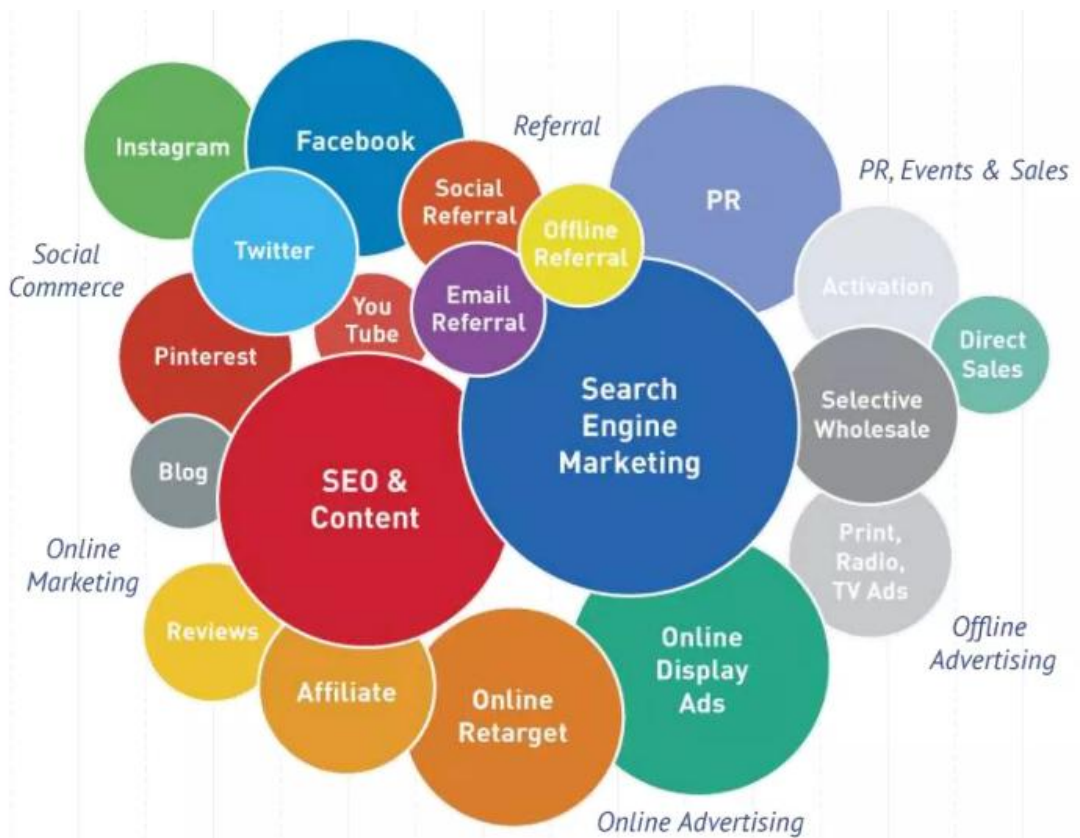 Instagram
Facebook
Referral
PR, Events & Sales
Social
Referral
PR
Offline
Referral
Twitter
Social
Commerce
Activation
You
Tube
Email
Referral
Pinterest
Direct
Sales
Search
Engine
Marketing
Selective
Wholesale
Blog
SEO &
Content
Print,
Radio,
TV Ads
Online
Marketing
Reviews
Affiliate
Online
Retarget
Online
Display
Ads
Offline
Advertising
Online Advertising